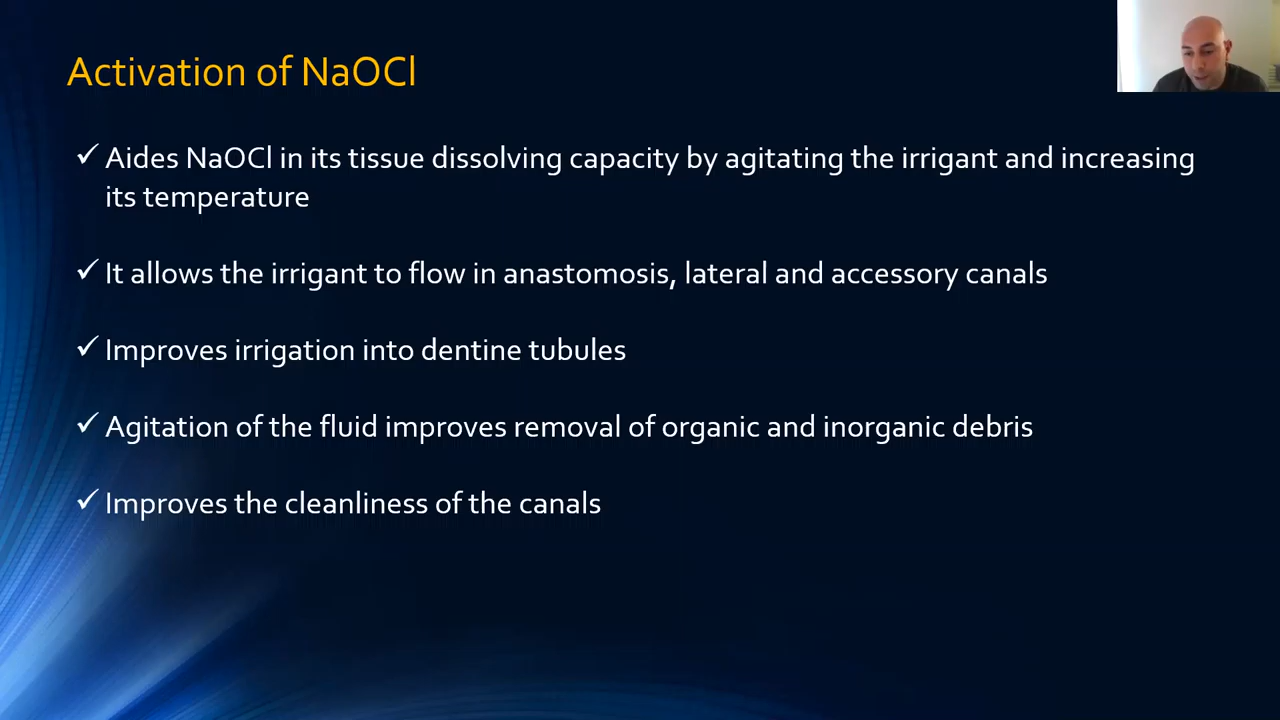 Activation of NaOCl
✓ Aides NaOCl in its tissue dissolving capacity by agitating the irrigant and increasing
its temperature
✓ It allows the irrigant to flow in anastomosis, lateral and accessory canals
✓ Improves irrigation into dentine tubules
✓ Agitation of the fluid improves removal of organic and inorganic debris
✓ Improves the cleanliness of the canals